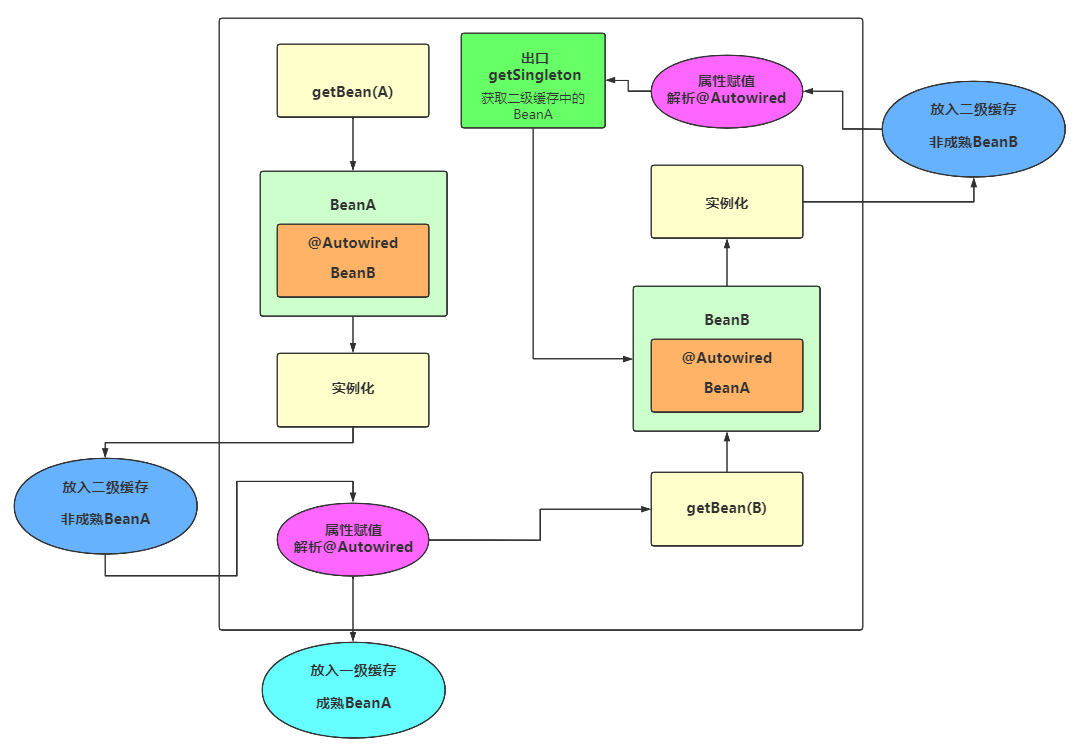 getBean(A)
BeanA
@Autowired
BeanB
实例化
放入二级缓存
非成熟BeanA
属性赋值
解析@Autowired
放入一级缓存
成熟BeanA
getBean(B)
BeanB
@Autowired
BeanA
实例化
放入二级缓存
非成熟BeanB
属性赋值
解析@Autowired
出口
getSingleton
获取二级缓存中的
BeanA